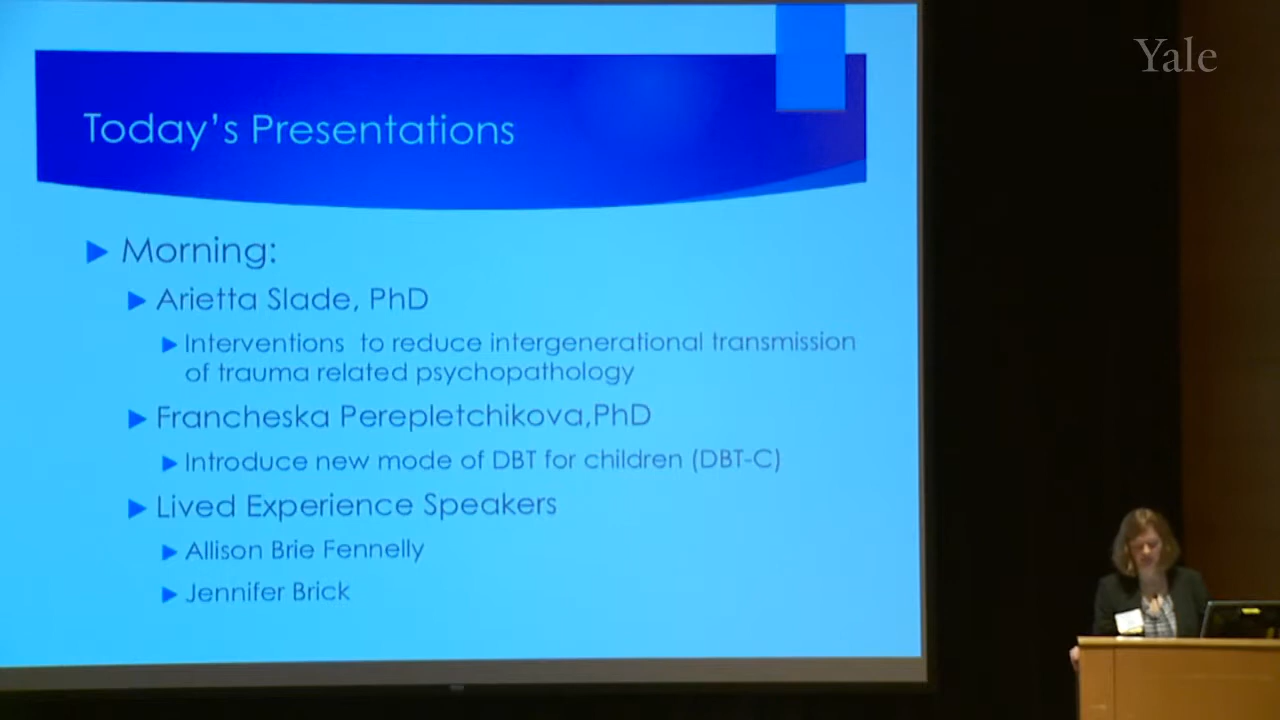 Yale
Today's Presentations
Morning:
Arietta Slade, PhD
Interventions to reduce intergenerational transmission
of trauma related psychopathology
Francheska Perepletchikova,PhD
Introduce new mode of DBT for children (DBT-C)
Lived Experience Speakers
Allison Brie Fennelly
Jennifer Brick